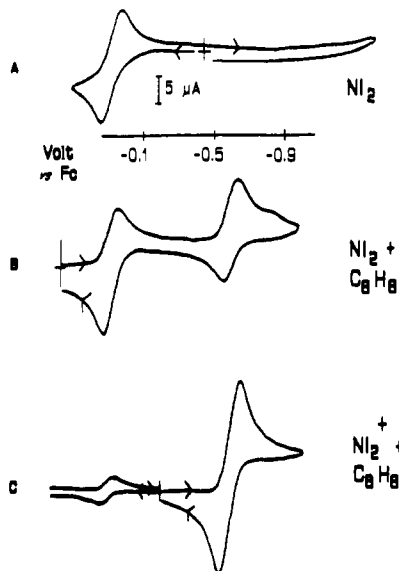 A
5 μA
NI₂
Volt
vs Fc
-0.1 -0.5 -0.9
B
NI₂ +
C₈H₈
C
NI₂⁺ +
C₈H₈